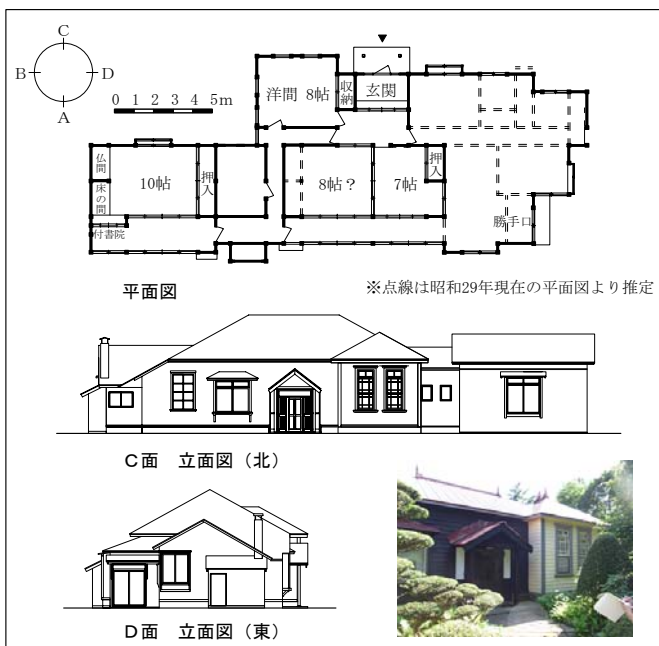 C
B
D
A
0 1 2 3 4 5m
洋間 8帖
収納
玄関
仏間
床の間
付書院
10帖
押入
8帖？
7帖
押入
勝手口
平面図
※点線は昭和29年現在の平面図より推定
C面 立面図（北）
D面 立面図（東）